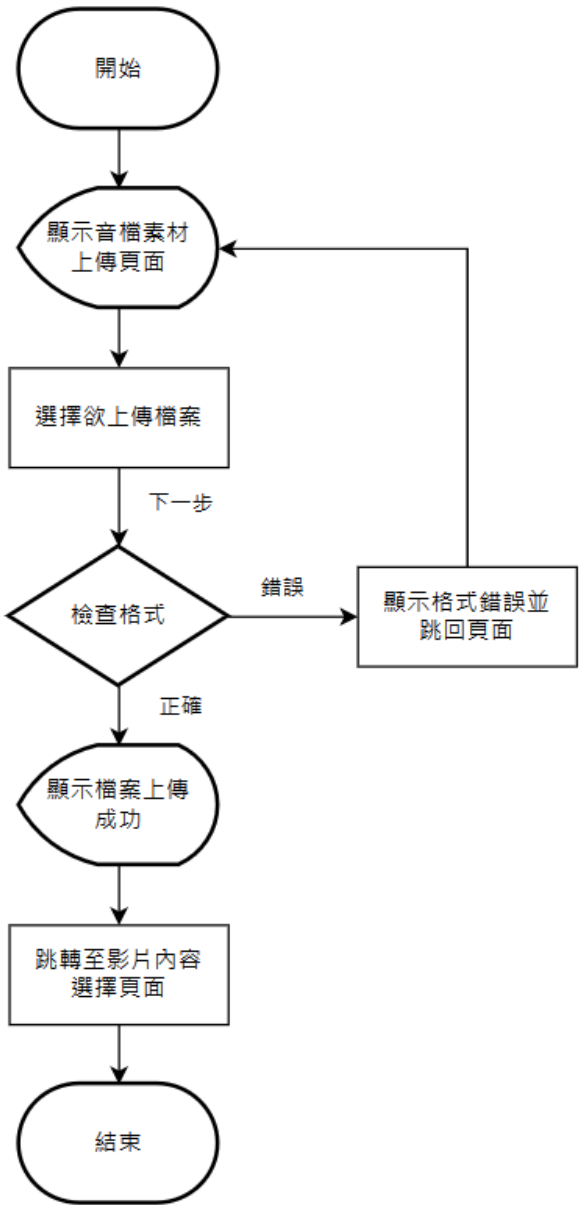 開始
顯示音檔素材
上傳頁面
選擇欲上傳檔案
下一步
檢查格式
錯誤
顯示格式錯誤並
跳回頁面
正確
顯示檔案上傳
成功
跳轉至影片內容
選擇頁面
結束